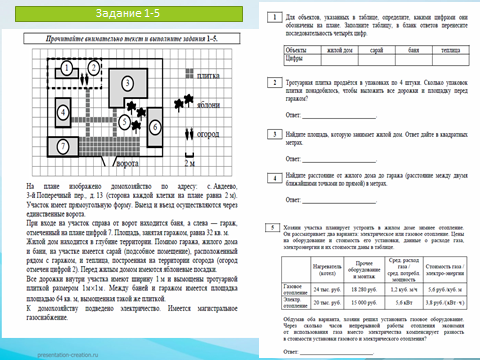 Задание 1-5
Прочитайте внимательно текст и выполните задания 1–5.
1
2
3
4
5
6
7
плитка
яблони
огород
ворота
2 м
На плане изображено домохозяйство по адресу: с. Авдеево,
3-й Поперечный пер., д. 13 (сторона каждой клетки на плане равна 2 м).
Участок имеет прямоугольную форму. Выезд и въезд осуществляются через
единственные ворота.
При входе на участок справа от ворот находится баня, а слева — гараж,
отмеченный на плане цифрой 7. Площадь, занятая гаражом, равна 32 кв. м.
Жилой дом находится в глубине территории. Помимо гаража, жилого дома
и бани, на участке имеется сарай (подсобное помещение), расположенный
рядом с гаражом, и теплица, построенная на территории огорода (огород
отмечен цифрой 2). Перед жилым домом имеются яблоневые посадки.
Все дорожки внутри участка имеют ширину 1 м и вымощены тротуарной
плиткой размером 1м×1м. Между баней и гаражом имеется площадка
площадью 64 кв. м, вымощенная такой же плиткой.
К домохозяйству подведено электричество. Имеется магистральное
газоснабжение.
presentation-creation.ru
1
Для объектов, указанных в таблице, определите, какими цифрами они
обозначены на плане. Заполните таблицу, в бланк ответов перенесите
последовательность четырёх цифр.
Объекты жилой дом сарай баня теплица
Цифры
2
Тротуарная плитка продаётся в упаковках по 4 штуки. Сколько упаковок
плитки понадобилось, чтобы выложить все дорожки и площадку перед
гаражом?
Ответ:
3
Найдите площадь, которую занимает жилой дом. Ответ дайте в квадратных
метрах.
Ответ:
4
Найдите расстояние от жилого дома до гаража (расстояние между двумя
ближайшими точками по прямой) в метрах.
Ответ:
5
Хозяин участка планирует устроить в жилом доме зимнее отопление.
Он рассматривает два варианта: электрическое или газовое отопление. Цены
на оборудование и стоимость его установки, данные о расходе газа,
электроэнергии и их стоимости даны в таблице.
Нагреватель (котел) Прочее оборудование и монтаж Сред. расход газа / сред. потребл. мощность Стоимость газа / электро-энергии
Газовое отопление 24 тыс. руб. 18 280 руб. 1,2 куб. м/ч 5,6 руб./куб. м
Электр. отопление 20 тыс. руб. 15 000 руб. 5,6 кВт 3,8 руб./(кВт · ч)
Обдумав оба варианта, хозяин решил установить газовое оборудование.
Через сколько часов непрерывной работы отопления экономия
от использования газа вместо электричества компенсирует разность
в стоимости установки газового и электрического отопления?
Ответ: